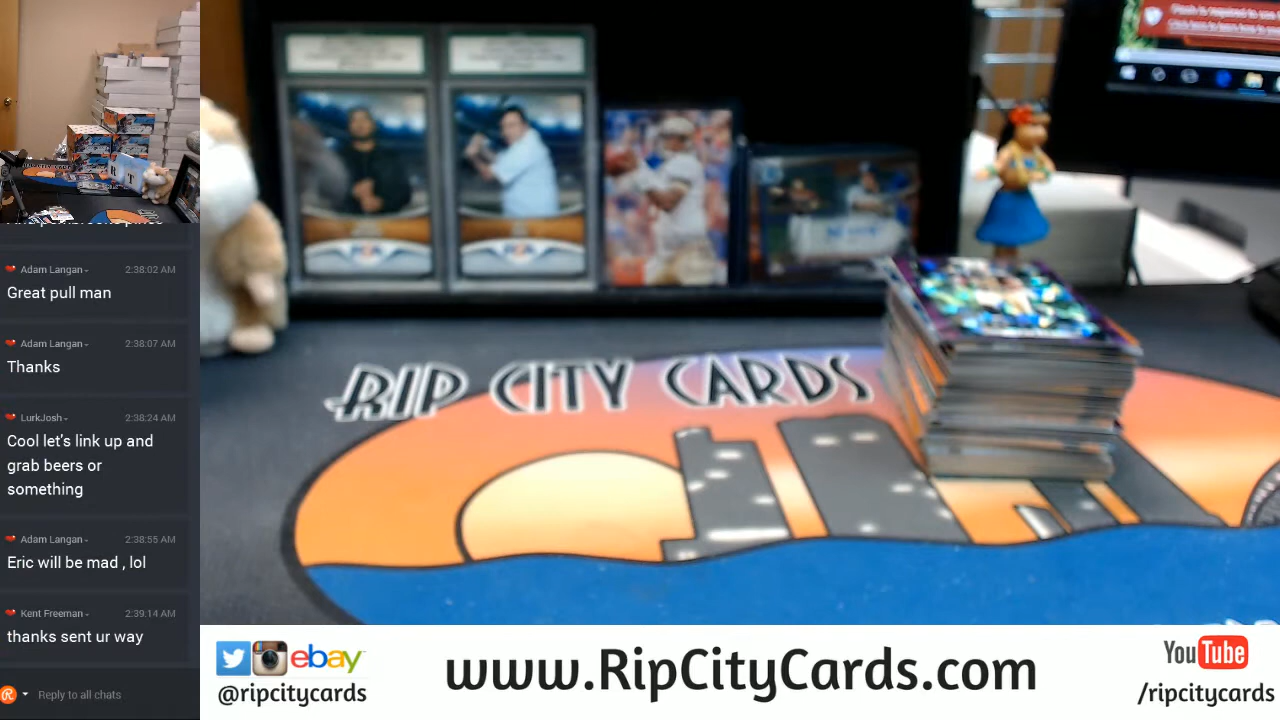 Adam Langan 2:38:02 AM
Great pull man
Adam Langan 2:38:07 AM
Thanks
LurkJosh 2:38:24 AM
Cool let's link up and
grab beers or
something
Adam Langan 2:38:55 AM
Eric will be mad , lol
Kent Freeman 2:39:14 AM
thanks sent ur way
Reply to all chats
RIP CITY CARDS
ebay
@ripcitycards
www.RipCityCards.com
YouTube
/ripcitycards